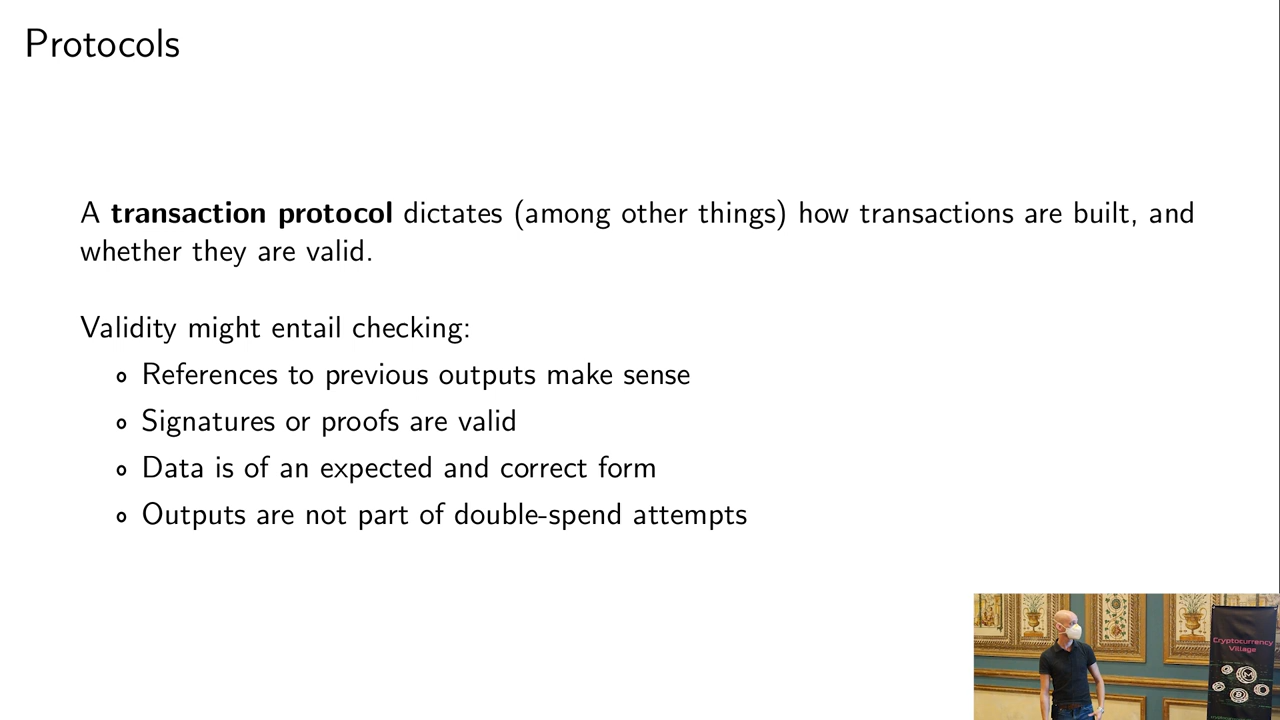 Protocols
A transaction protocol dictates (among other things) how transactions are built, and
whether they are valid.
Validity might entail checking:
References to previous outputs make sense
Signatures or proofs are valid
Data is of an expected and correct form
Outputs are not part of double-spend attempts
Cryptocurrency
Village